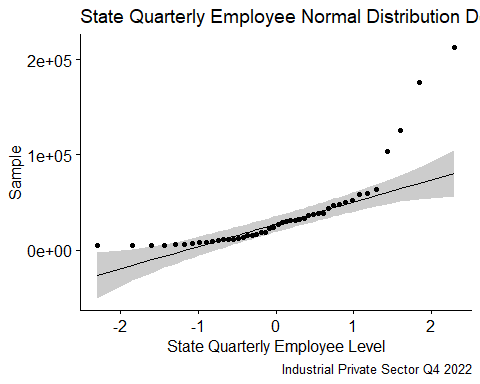 State Quarterly Employee Normal Distribution D
2e+05
1e+05
0e+00
Sample
-2
-1
0
1
2
State Quarterly Employee Level
Industrial Private Sector Q4 2022